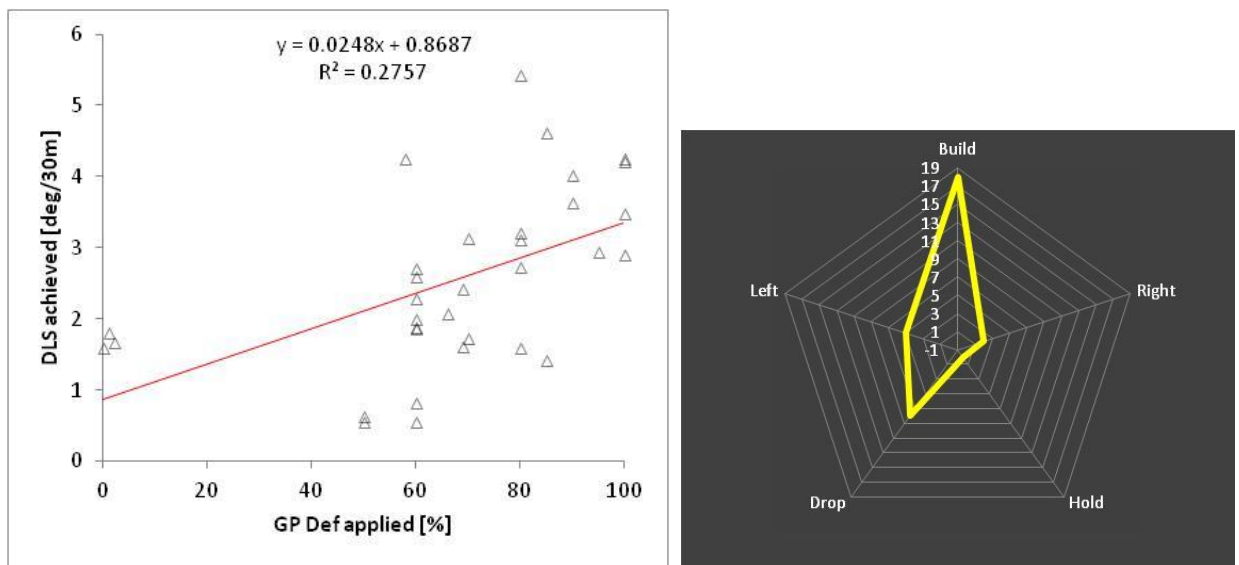 y = 0.0248x + 0.8687
R² = 0.2757
6
5
4
3
2
1
0
DLS achieved [deg/30m]
0 20 40 60 80 100
GP Def applied [%]
Build
19
17
15
13
11
9
7
5
3
1
-1
Left
Right
Drop
Hold